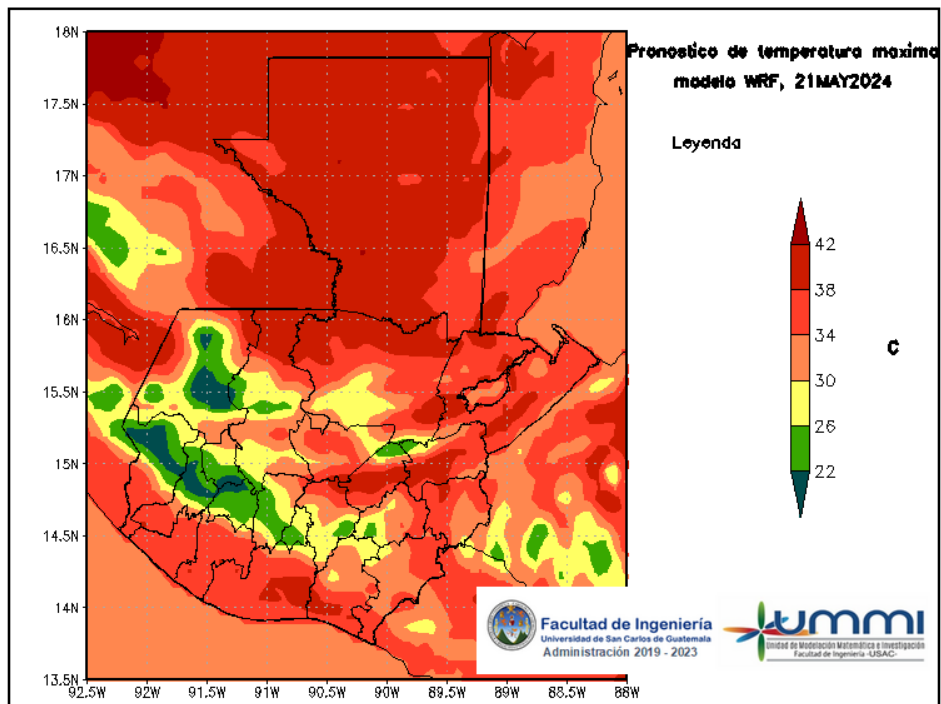 Pronostico de temperatura maxima
modelo WRF, 21MAY2024
Leyenda
18N
17.5N
17N
16.5N
16N
15.5N
15N
14.5N
14N
13.5N
92.5W 92W 91.5W 91W 90.5W 90W 89.5W 89W 88.5W 88W
42
38
34
30
26
22
C
Facultad de Ingeniería
Universidad de San Carlos de Guatemala
Administración 2019 - 2023
ummi
Unidad de Modelación Matemática e Investigación
Facultad de Ingeniería -USAC-